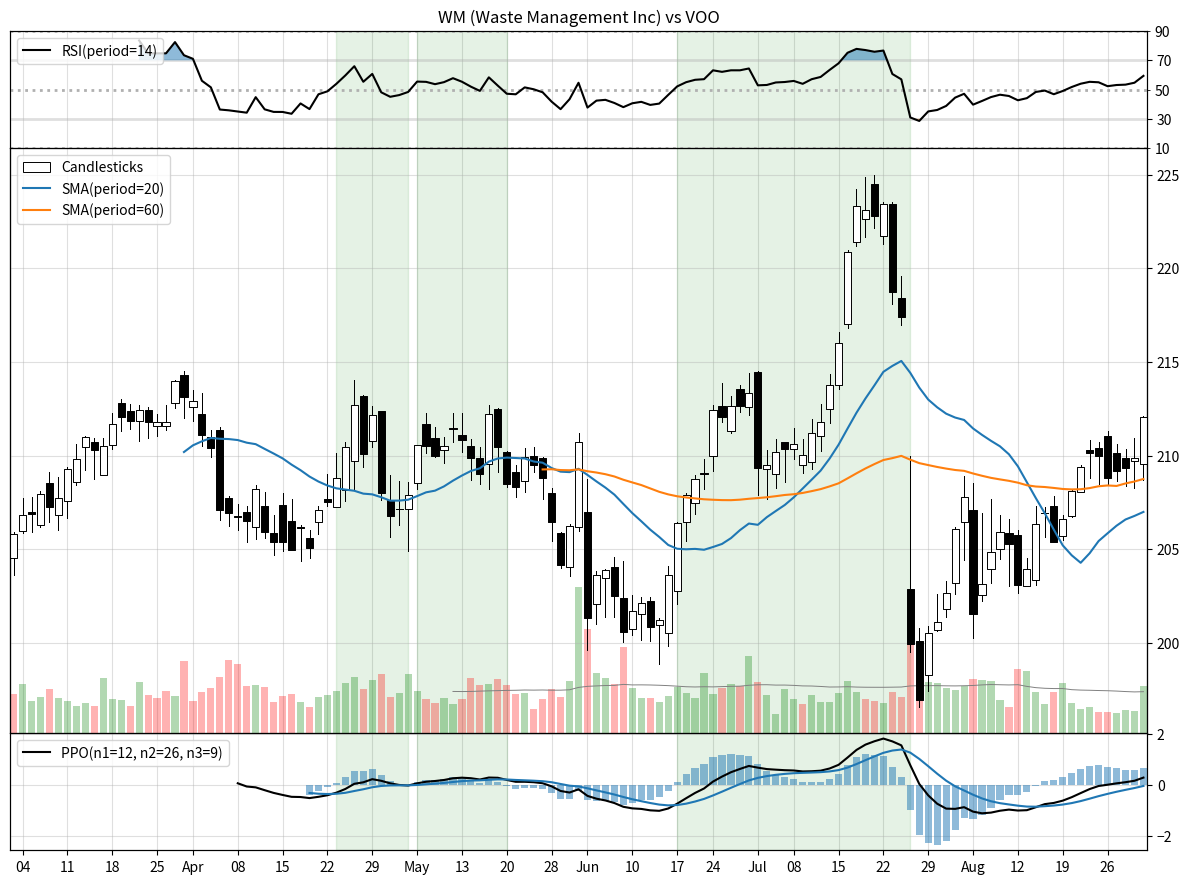 WM (Waste Management Inc) vs VOO
RSI(period=14)
90
70
50
30
10
Candlesticks
SMA(period=20)
SMA(period=60)
225
220
215
210
205
200
PPO(n1=12, n2=26, n3=9)
2
0
−2
04 11 18 25 Apr 08 15 22 29 May 13 20 28 Jun 10 17 24 Jul 08 15 22 29 Aug 12 19 26